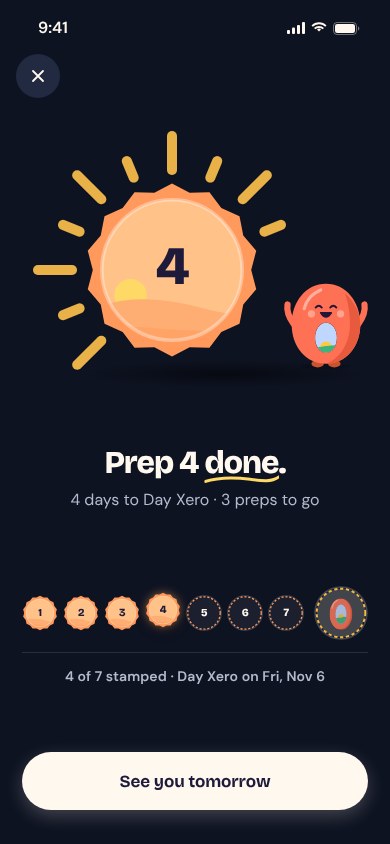 9:41
4
Prep 4 done.
4 days to Day Xero · 3 preps to go
1 2 3 4 5 6 7
4 of 7 stamped · Day Xero on Fri, Nov 6
See you tomorrow